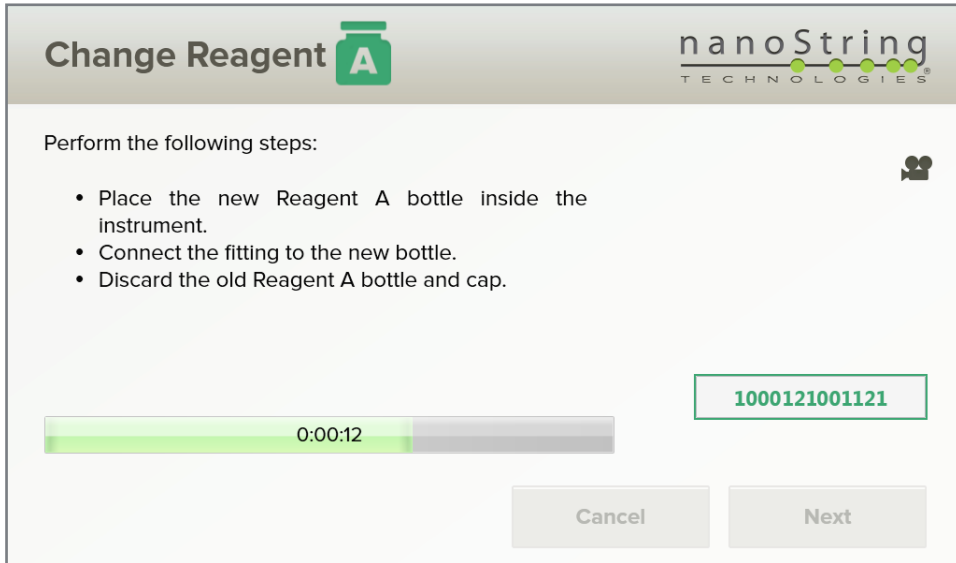 Change Reagent A
nanoString
TECHNOLOGIES®
Perform the following steps:
• Place the new Reagent A bottle inside the
instrument.
• Connect the fitting to the new bottle.
• Discard the old Reagent A bottle and cap.
1000121001121
0:00:12
Cancel
Next